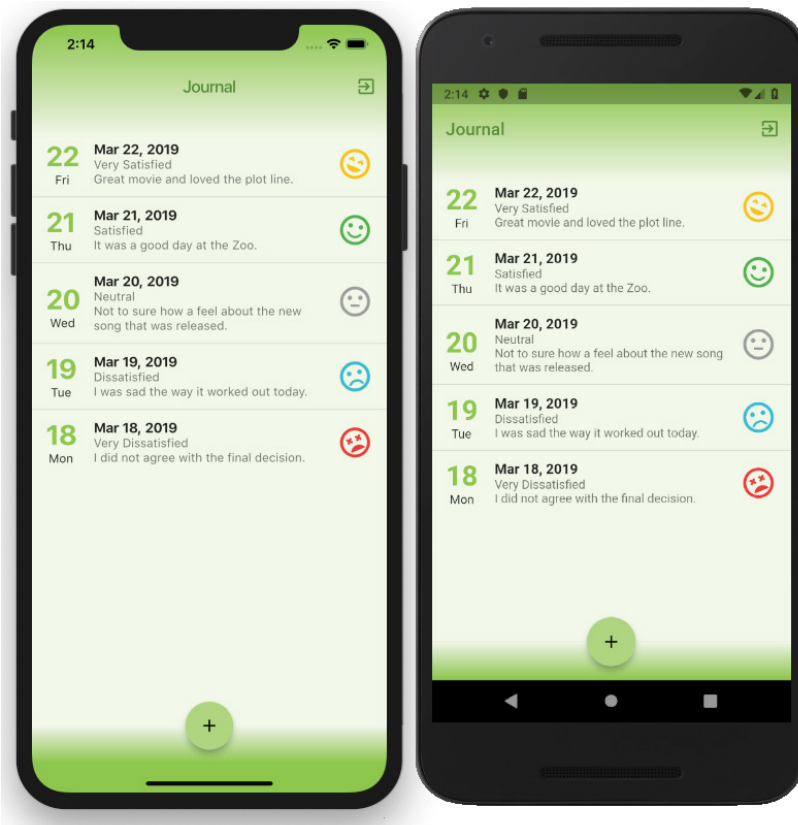 2:14
Journal
22
Fri
Mar 22, 2019
Very Satisfied
Great movie and loved the plot line.
21
Thu
Mar 21, 2019
Satisfied
It was a good day at the Zoo.
20
Wed
Mar 20, 2019
Neutral
Not to sure how a feel about the new
song that was released.
19
Tue
Mar 19, 2019
Dissatisfied
I was sad the way it worked out today.
18
Mon
Mar 18, 2019
Very Dissatisfied
I did not agree with the final decision.
+
2:14
Journal
22
Fri
Mar 22, 2019
Very Satisfied
Great movie and loved the plot line.
21
Thu
Mar 21, 2019
Satisfied
It was a good day at the Zoo.
20
Wed
Mar 20, 2019
Neutral
Not to sure how a feel about the new song
that was released.
19
Tue
Mar 19, 2019
Dissatisfied
I was sad the way it worked out today.
18
Mon
Mar 18, 2019
Very Dissatisfied
I did not agree with the final decision.
+